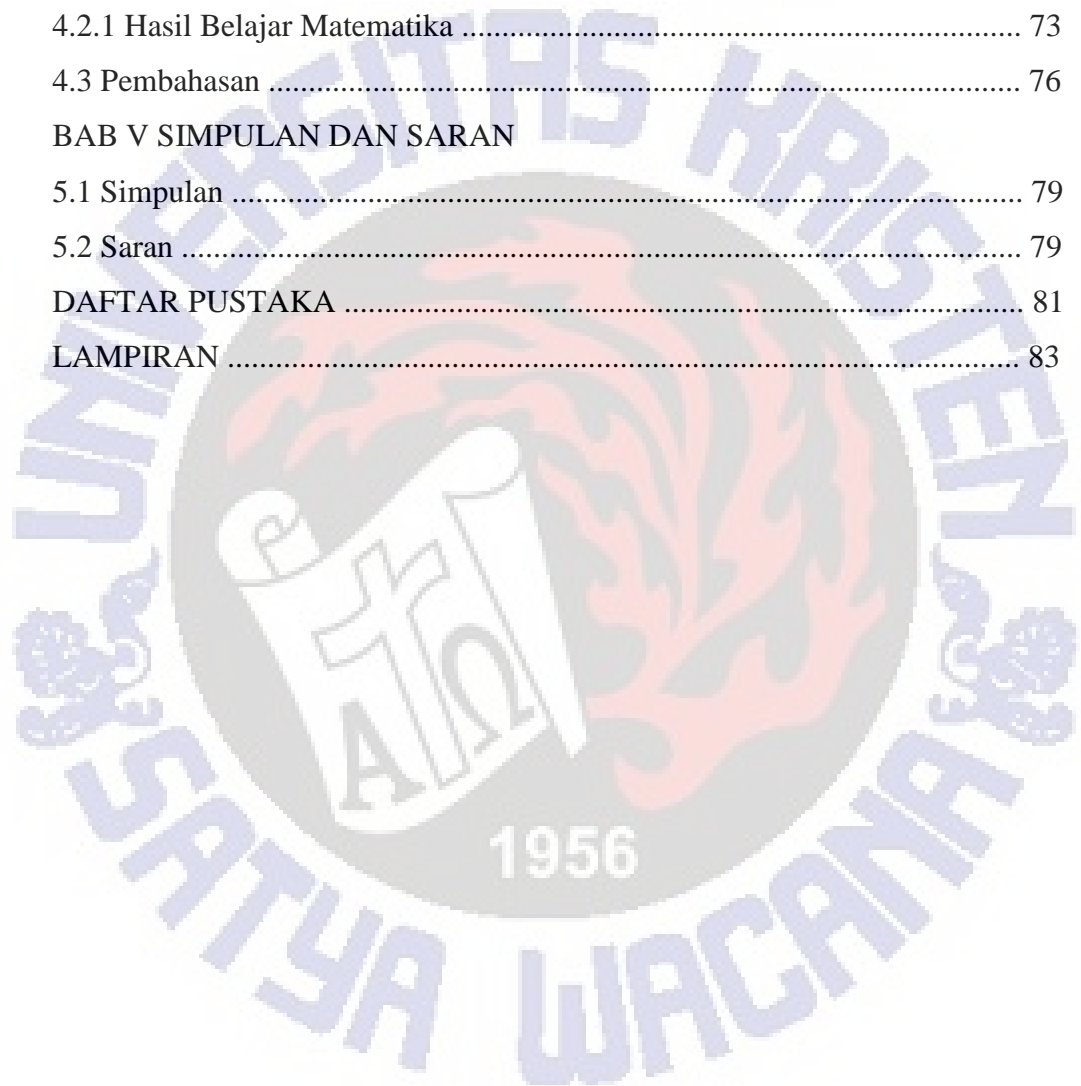 4.2.1 Hasil Belajar Matematika .................................................................... 73
4.3 Pembahasan ........................................................................................... 76
BAB V SIMPULAN DAN SARAN
5.1 Simpulan ................................................................................................ 79
5.2 Saran ...................................................................................................... 79
DAFTAR PUSTAKA .................................................................................. 81
LAMPIRAN ................................................................................................ 83
UNIVERSITAS KRISTEN
Α Ω
1956
SATYA WACANA